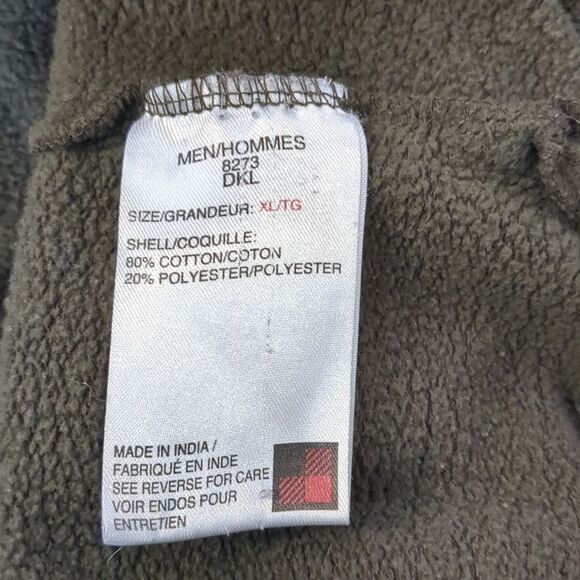 MEN/HOMMES
8273
DKL
SIZE/GRANDEUR: XL/TG
SHELL/COQUILLE:
80% COTTON/COTON
20% POLYESTER/POLYESTER
MADE IN INDIA /
FABRIQUÉ EN INDE
SEE REVERSE FOR CARE
VOIR ENDOS POUR
ENTRETIEN